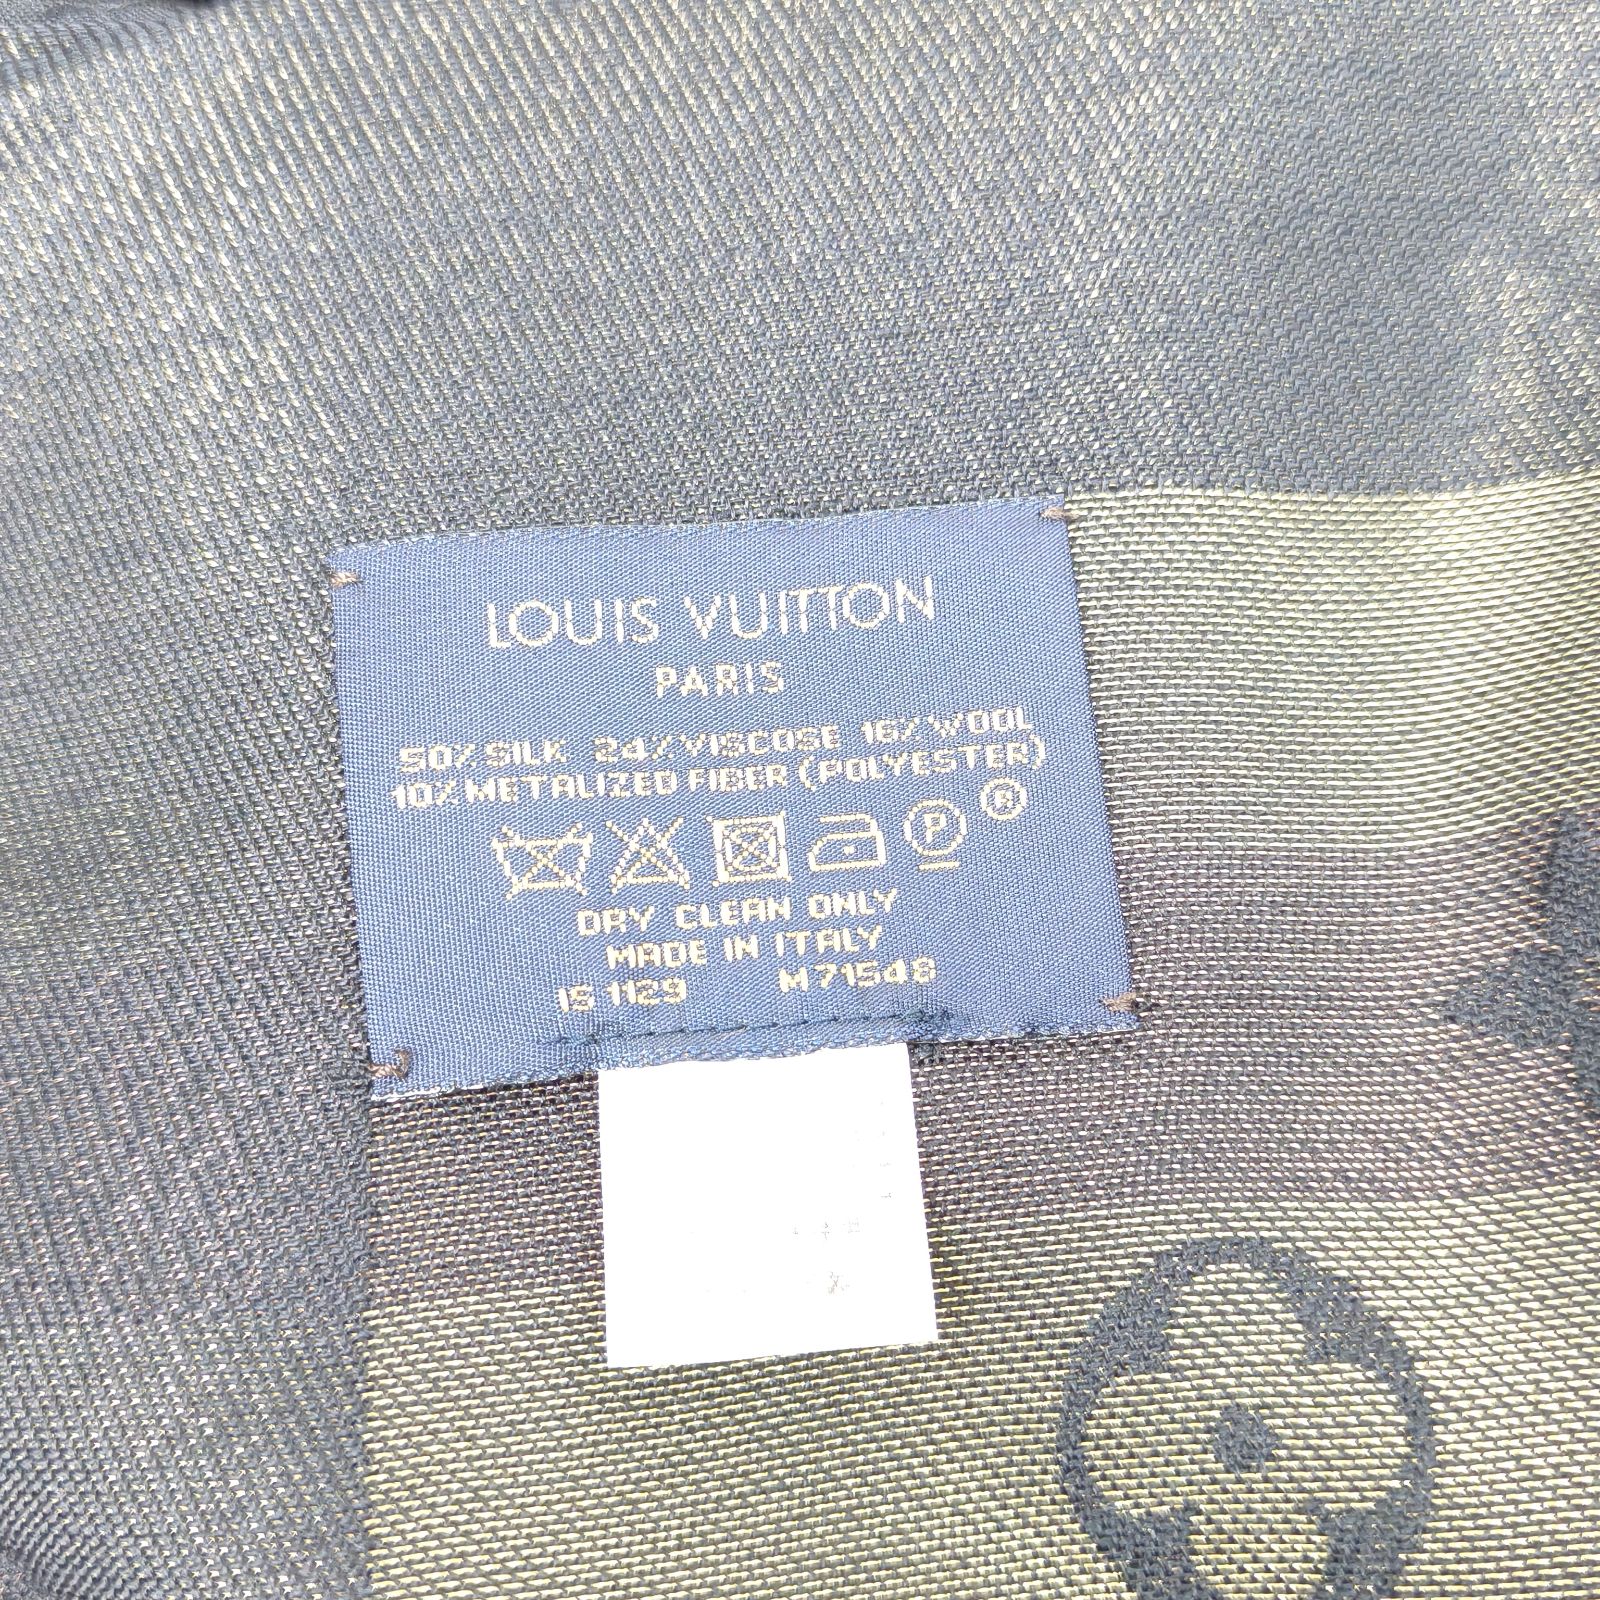 LOUIS VUITTON
PARIS
50% SILK 24% VISCOSE 16% WOOL
10% METALIZED FIBER (POLYESTER)
P R
DRY CLEAN ONLY
MADE IN ITALY
IS 1129 M71548